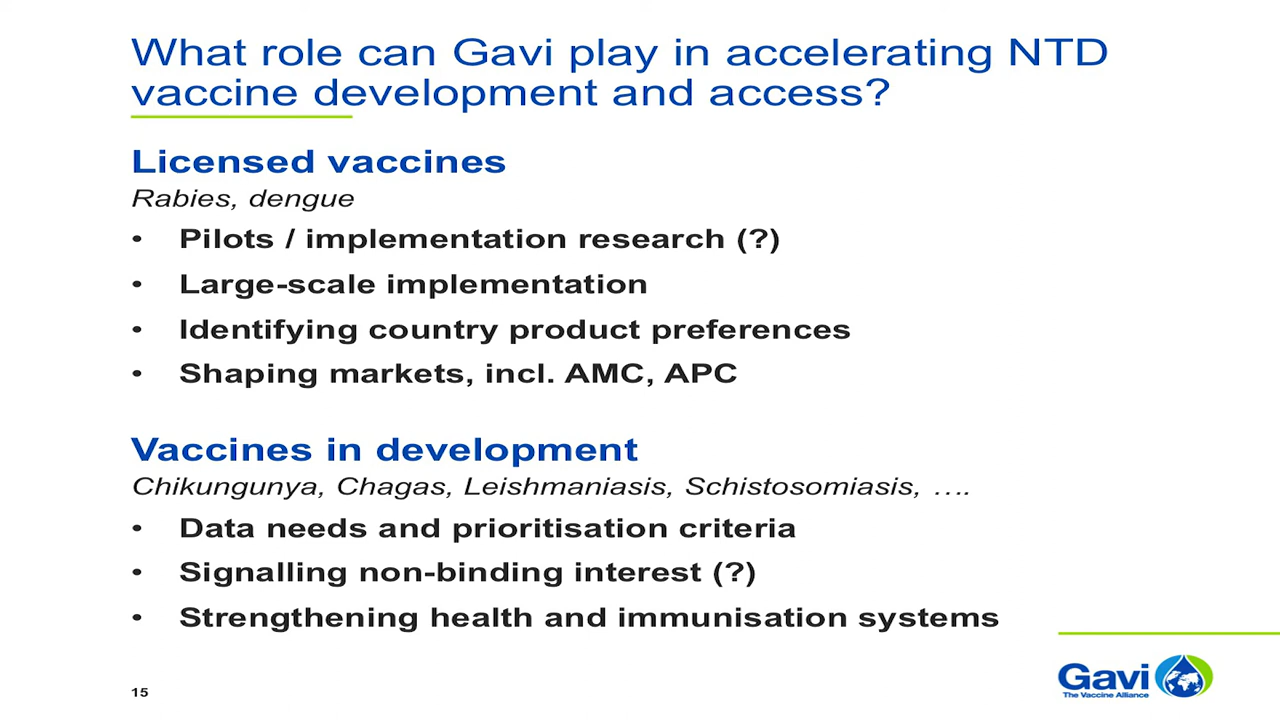 What role can Gavi play in accelerating NTD
vaccine development and access?
Licensed vaccines
Rabies, dengue
• Pilots / implementation research (?)
• Large-scale implementation
• Identifying country product preferences
• Shaping markets, incl. AMC, APC
Vaccines in development
Chikungunya, Chagas, Leishmaniasis, Schistosomiasis, ….
• Data needs and prioritisation criteria
• Signalling non-binding interest (?)
• Strengthening health and immunisation systems
15
Gavi
The Vaccine Alliance